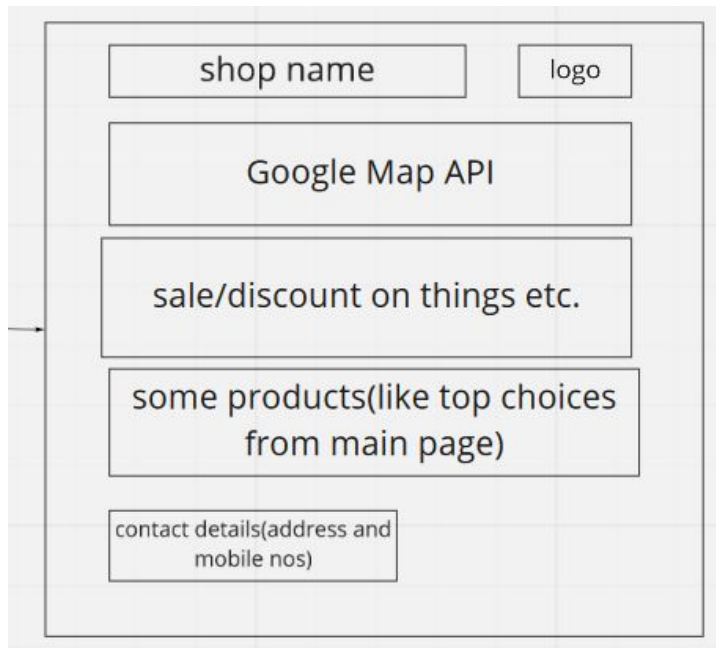 shop name
logo
Google Map API
sale/discount on things etc.
some products(like top choices
from main page)
contact details(address and
mobile nos)